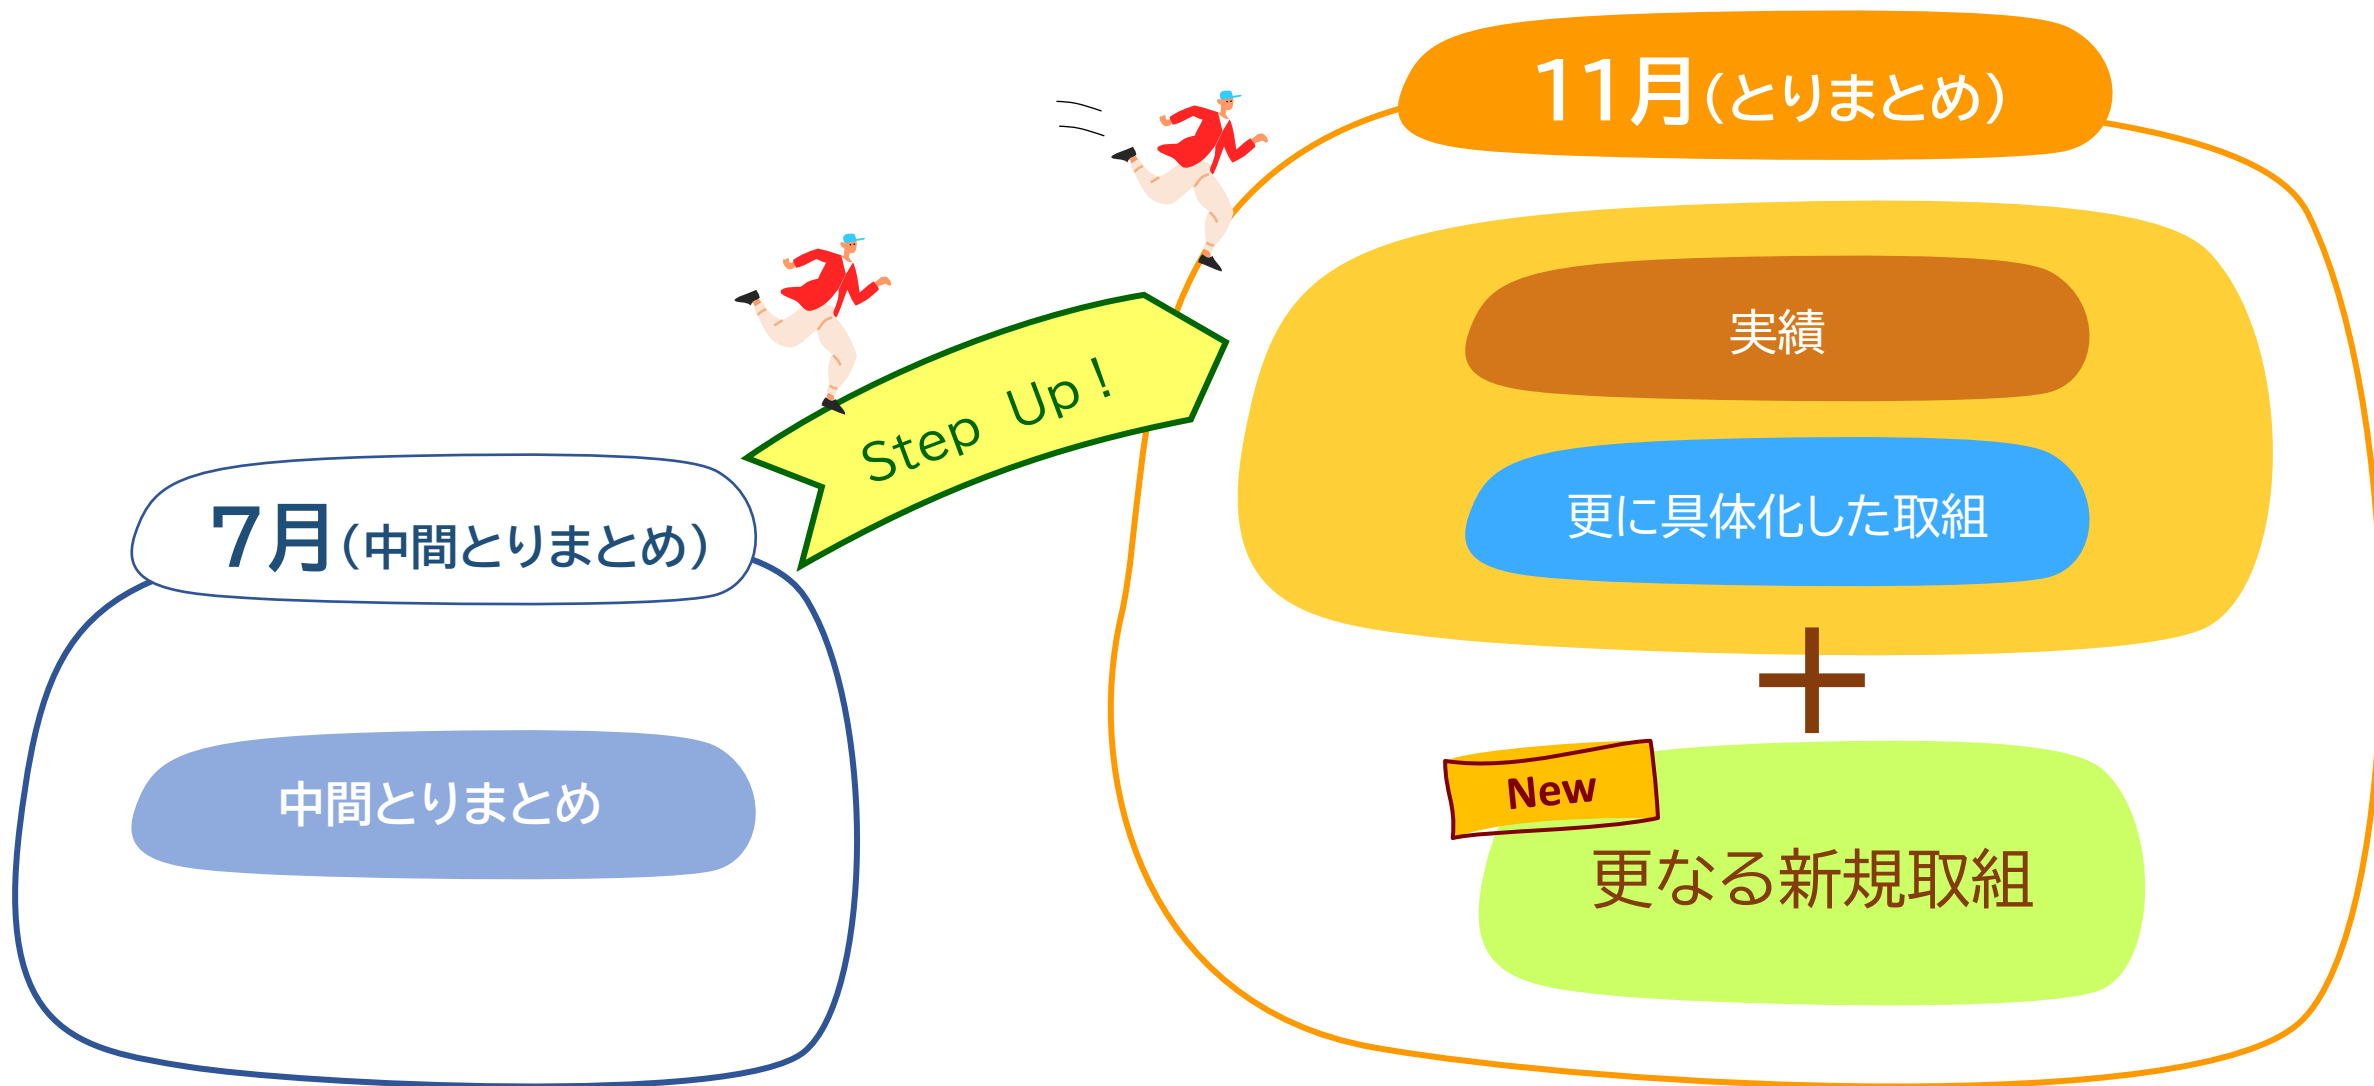 11月(とりまとめ)
実績
Step Up!
更に具体化した取組
7月(中間とりまとめ)
+
New
中間とりまとめ
更なる新規取組